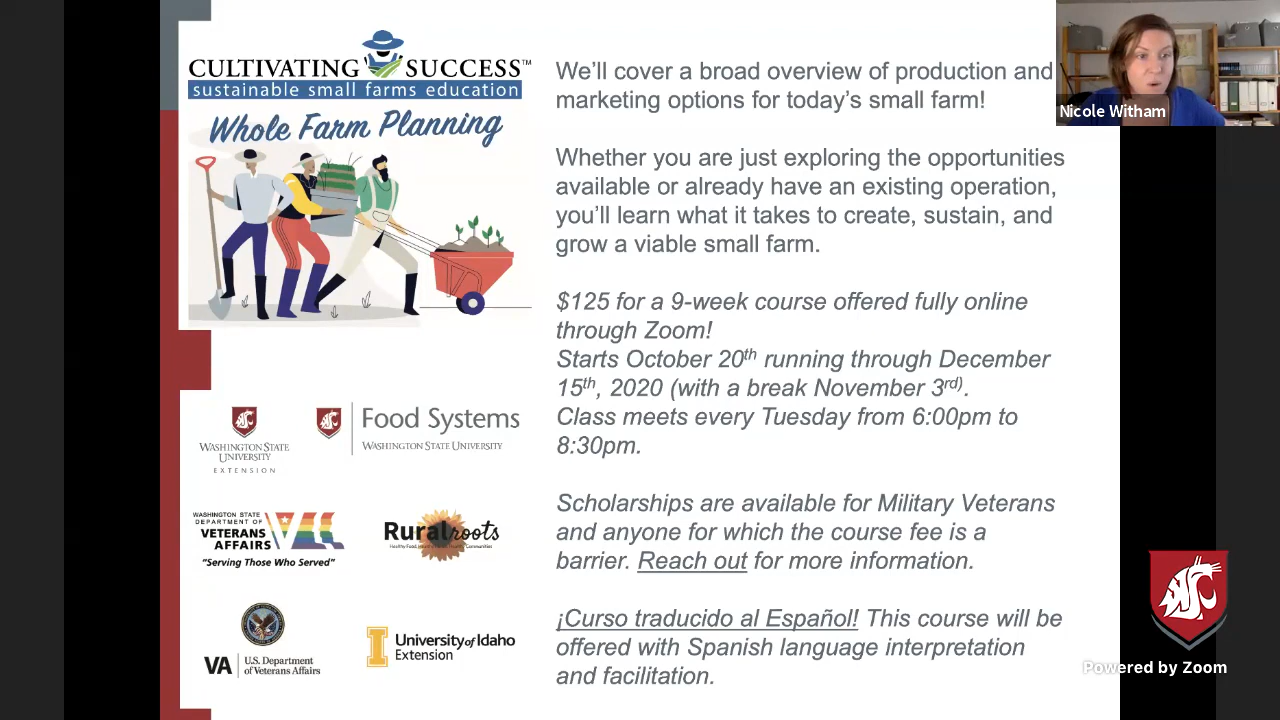 CULTIVATING SUCCESS™
sustainable small farms education
Whole Farm Planning
WASHINGTON STATE
UNIVERSITY
EXTENSION
Food Systems
WASHINGTON STATE UNIVERSITY
WASHINGTON STATE
DEPARTMENT OF
VETERANS
AFFAIRS
"Serving Those Who Served"
Ruralroots
VA
U.S. Department
of Veterans Affairs
I
University of Idaho
Extension
We'll cover a broad overview of production and
marketing options for today's small farm!
Whether you are just exploring the opportunities
available or already have an existing operation,
you'll learn what it takes to create, sustain, and
grow a viable small farm.
$125 for a 9-week course offered fully online
through Zoom!
Starts October 20th running through December
15th, 2020 (with a break November 3rd).
Class meets every Tuesday from 6:00pm to
8:30pm.
Scholarships are available for Military Veterans
and anyone for which the course fee is a
barrier. Reach out for more information.
¡Curso traducido al Español! This course will be
offered with Spanish language interpretation
and facilitation.
Nicole Witham
Powered by Zoom